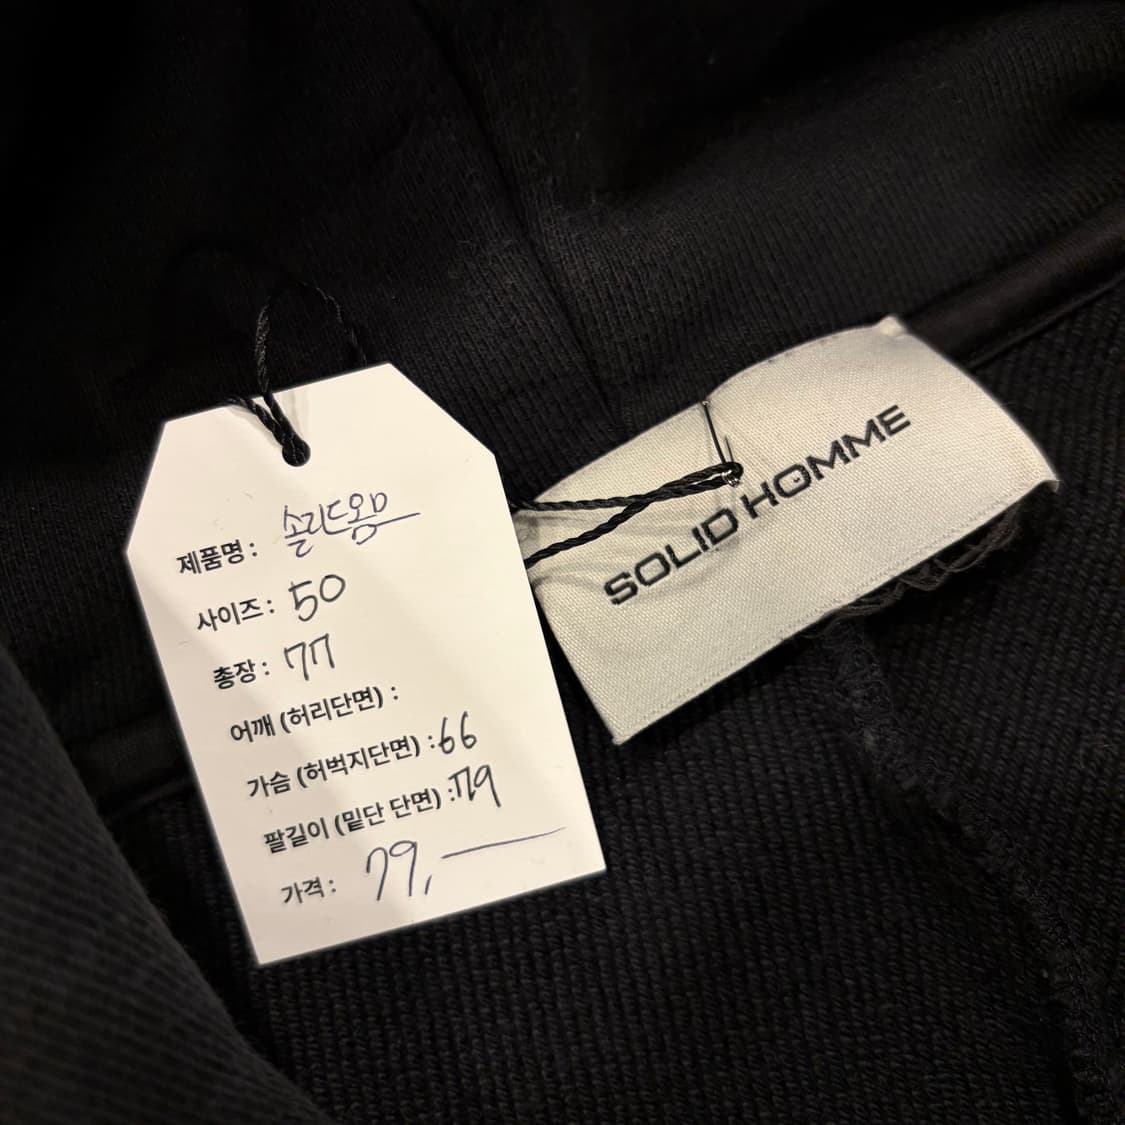 제품명 : 솔리드옴므
사이즈 : 50
총장 : 77
어깨 (허리단면) :
가슴 (허벅지단면) : 66
팔길이 (밑단 단면) : 79
가격 : 79,—
SOLID HOMME